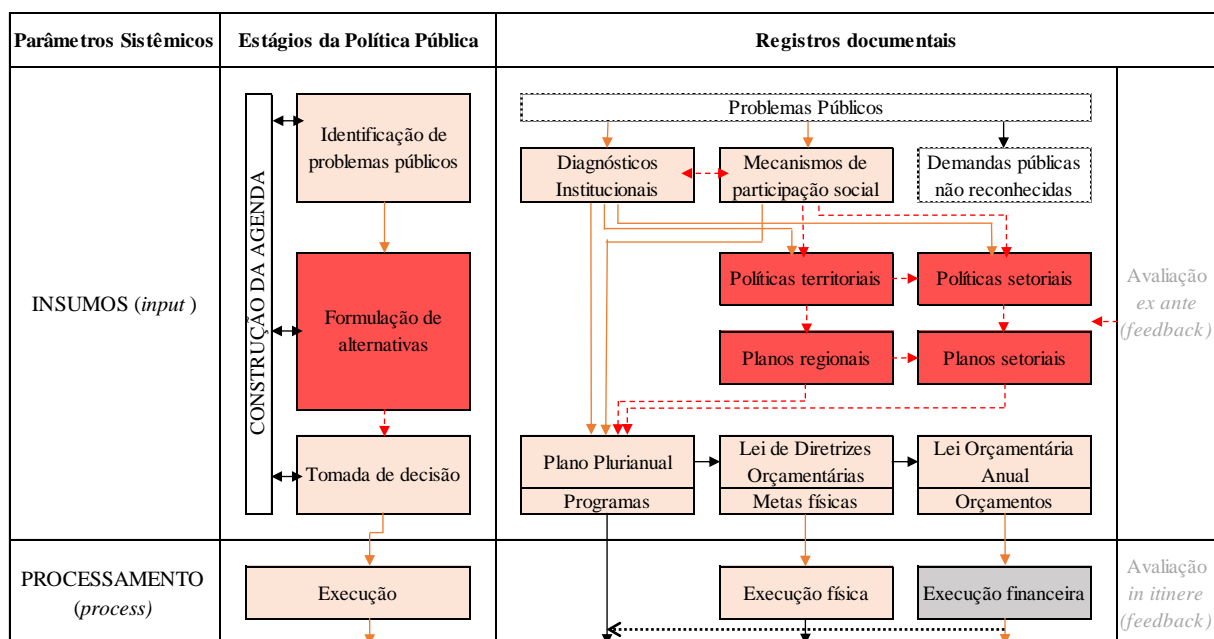 Parâmetros Sistêmicos
Estágios da Política Pública
Registros documentais
INSUMOS (input )
CONSTRUÇÃO DA AGENDA
Identificação de
problemas públicos
Formulação de
alternativas
Tomada de decisão
Problemas Públicos
Diagnósticos
Institucionais
Mecanismos de
participação social
Demandas públicas
não reconhecidas
Políticas territoriais
Políticas setoriais
Planos regionais
Planos setoriais
Plano Plurianual
Programas
Lei de Diretrizes
Orçamentárias
Metas físicas
Lei Orçamentária
Anual
Orçamentos
Avaliação
ex ante
(feedback)
PROCESSAMENTO
(process)
Execução
Execução física
Execução financeira
Avaliação
in itinere
(feedback)